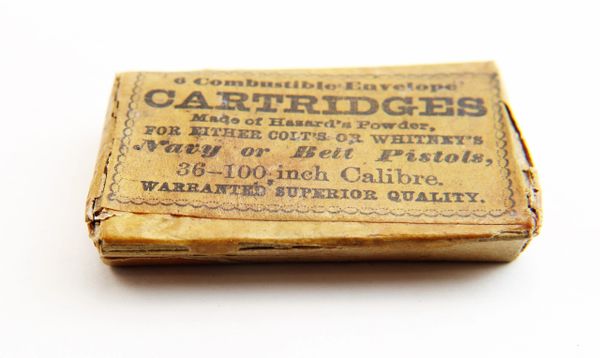 6 Combustible Envelope
CARTRIDGES
Made of Hazard's Powder,
FOR EITHER COLT'S OR WHITNEY'S
Navy or Belt Pistols,
36-100 inch Calibre.
WARRANTED SUPERIOR QUALITY.